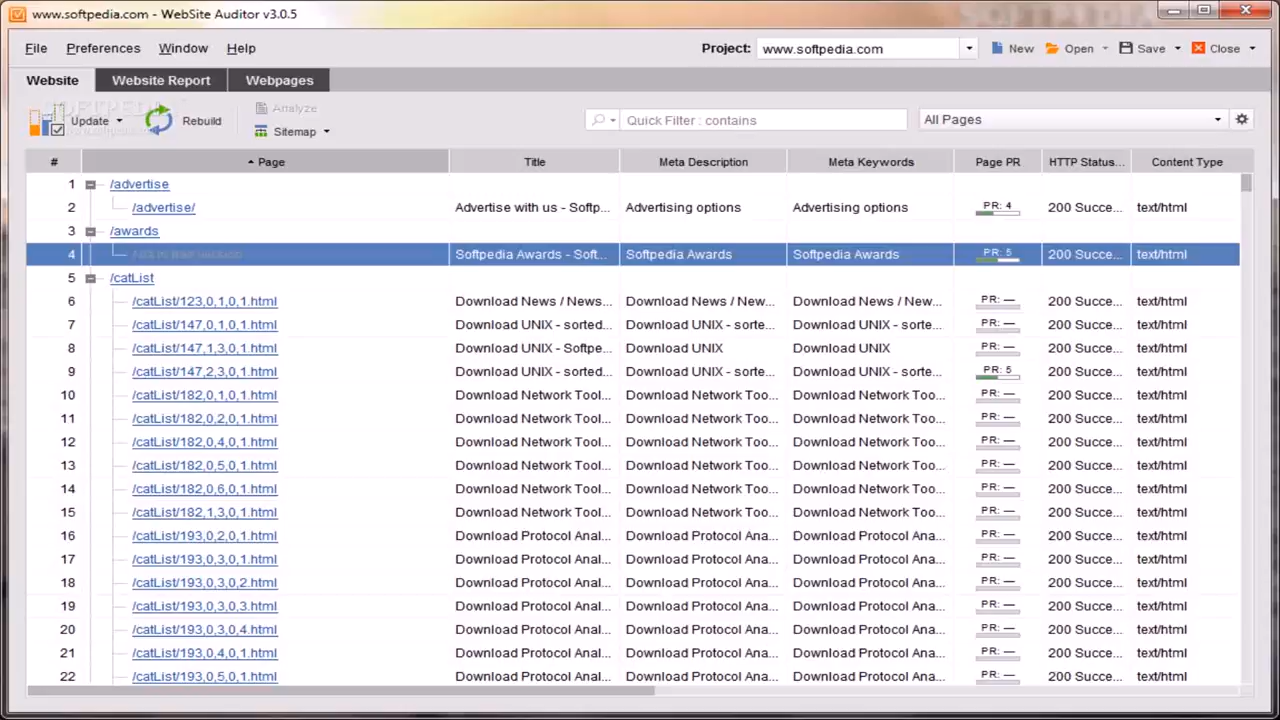 www.softpedia.com - WebSite Auditor v3.0.5
File Preferences Window Help Project: www.softpedia.com New Open Save Close
Website Website Report Webpages
Update Rebuild Analyze Sitemap Quick Filter : contains All Pages
# Page Title Meta Description Meta Keywords Page PR HTTP Status... Content Type
1 /advertise
2 /advertise/ Advertise with us - Softp... Advertising options Advertising options PR: 4 200 Succe... text/html
3 /awards
4 Softpedia Awards - Soft... Softpedia Awards Softpedia Awards PR: 5 200 Succe... text/html
5 /catList
6 /catList/123,0,1,0,1.html Download News / News... Download News / New... Download News / New... PR: — 200 Succe... text/html
7 /catList/147,0,1,0,1.html Download UNIX - sorted... Download UNIX - sorte... Download UNIX - sorte... PR: — 200 Succe... text/html
8 /catList/147,1,3,0,1.html Download UNIX - Softpe... Download UNIX Download UNIX PR: — 200 Succe... text/html
9 /catList/147,2,3,0,1.html Download UNIX - sorted... Download UNIX - sorte... Download UNIX - sorte... PR: 5 200 Succe... text/html
10 /catList/182,0,1,0,1.html Download Network Tool... Download Network Too... Download Network Too... PR: — 200 Succe... text/html
11 /catList/182,0,2,0,1.html Download Network Tool... Download Network Too... Download Network Too... PR: — 200 Succe... text/html
12 /catList/182,0,4,0,1.html Download Network Tool... Download Network Too... Download Network Too... PR: — 200 Succe... text/html
13 /catList/182,0,5,0,1.html Download Network Tool... Download Network Too... Download Network Too... PR: — 200 Succe... text/html
14 /catList/182,0,6,0,1.html Download Network Tool... Download Network Too... Download Network Too... PR: — 200 Succe... text/html
15 /catList/182,1,3,0,1.html Download Network Tool... Download Network Too... Download Network Too... PR: — 200 Succe... text/html
16 /catList/193,0,2,0,1.html Download Protocol Anal... Download Protocol Ana... Download Protocol Ana... PR: — 200 Succe... text/html
17 /catList/193,0,3,0,1.html Download Protocol Anal... Download Protocol Ana... Download Protocol Ana... PR: — 200 Succe... text/html
18 /catList/193,0,3,0,2.html Download Protocol Anal... Download Protocol Ana... Download Protocol Ana... PR: — 200 Succe... text/html
19 /catList/193,0,3,0,3.html Download Protocol Anal... Download Protocol Ana... Download Protocol Ana... PR: — 200 Succe... text/html
20 /catList/193,0,3,0,4.html Download Protocol Anal... Download Protocol Ana... Download Protocol Ana... PR: — 200 Succe... text/html
21 /catList/193,0,4,0,1.html Download Protocol Anal... Download Protocol Ana... Download Protocol Ana... PR: — 200 Succe... text/html
22 /catList/193,0,5,0,1.html Download Protocol Anal... Download Protocol Ana... Download Protocol Ana... PR: — 200 Succe... text/html